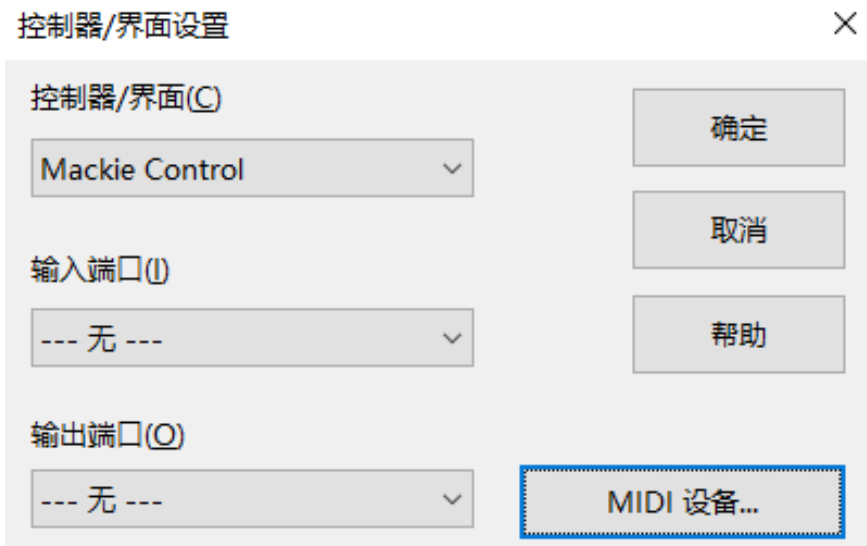 控制器/界面设置
控制器/界面(C)
Mackie Control
确定
取消
输入端口(I)
--- 无 ---
帮助
输出端口(O)
--- 无 ---
MIDI 设备...